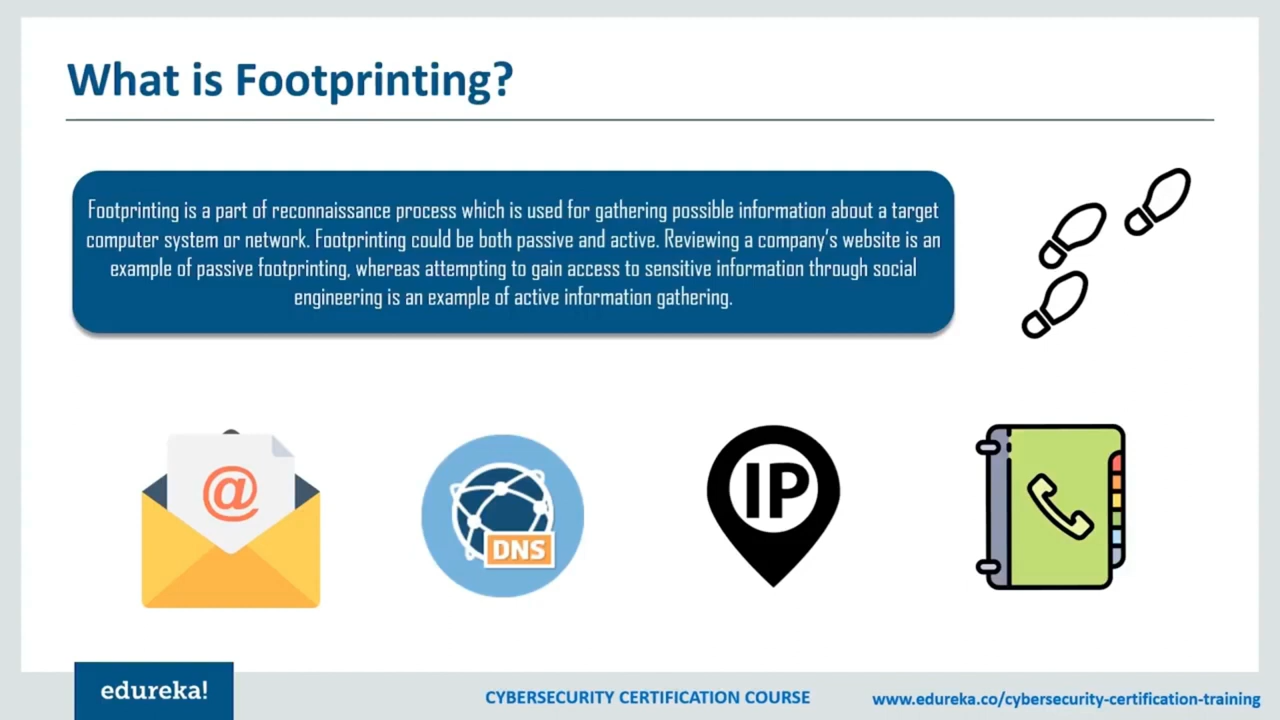 What is Footprinting?
Footprinting is a part of reconnaissance process which is used for gathering possible information about a target
computer system or network. Footprinting could be both passive and active. Reviewing a company's website is an
example of passive footprinting, whereas attempting to gain access to sensitive information through social
engineering is an example of active information gathering.
@
DNS
IP
edureka!
CYBERSECURITY CERTIFICATION COURSE
www.edureka.co/cybersecurity-certification-training